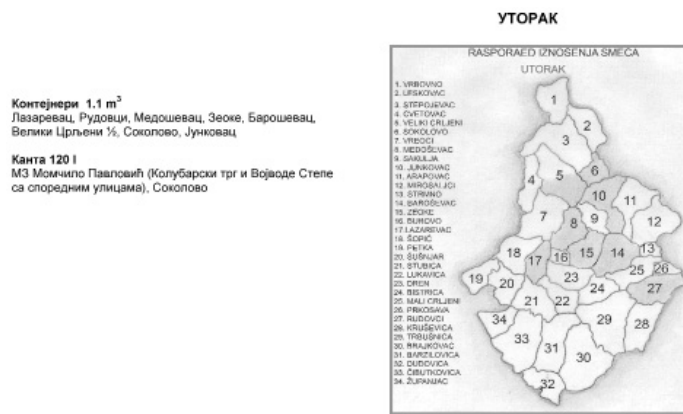 УТОРАК
Контејнери 1.1 m³
Лазаревац, Рудовци, Медошевац, Зеоке, Барошевац,
Велики Црљени ½, Соколово, Јунковац
Канта 120 l
МЗ Момчило Павловић (Колубарски трг и Војводе Степе
са споредним улицама), Соколово
RASPORAED IZNOŠENJA SMEĆA
UTORAK
1. VRBOVNO
2. LESKOVAC
3. STEPOJEVAC
4. CVETOVAC
5. VELIKI CRLJENI
6. SOKOLOVO
7. VREOCI
8. MEDOŠEVAC
9. SAKULJA
10. JUNKOVAC
11. ARAPOVAC
12. MIROSALJCI
13. STRMNO
14. BAROŠEVAC
15. ZEOKE
16. BUROVO
17. LAZAREVAC
18. ŠOPIĆ
19. PETKA
20. ŠUŠNJAR
21. STUBICA
22. LUKAVICA
23. DREN
24. BISTRICA
25. MALI CRLJENI
26. PRKOSAVA
27. RUDOVCI
28. KRUŠEVICA
29. TRBUŠNICA
30. BRAJKOVAC
31. BARZILOVICA
32. DUDOVICA
33. ČIBUTKOVICA
34. ŽUPANJAC
1
2
3
4
5
6
10
11
7
8
9
12
13
18
17
16
15
14
25
26
19
20
23
24
27
21
22
34
33
31
29
28
30
32